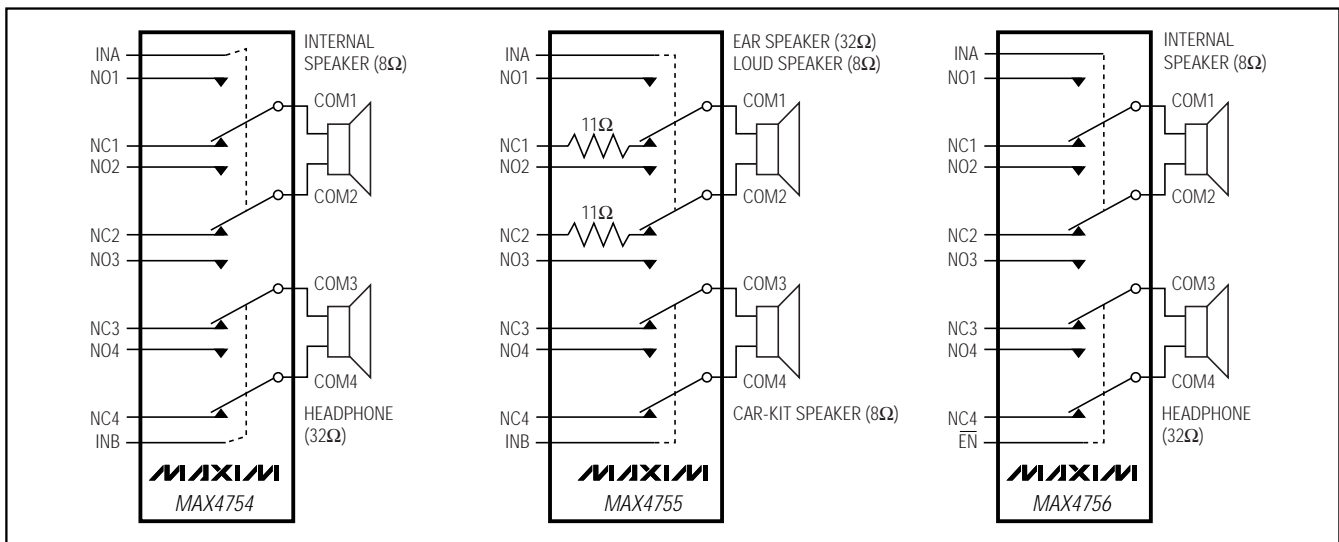 INA
NO1
NC1
NO2
NC2
NO3
NC3
NO4
NC4
INB
INTERNAL
SPEAKER (8Ω)
COM1
COM2
COM3
COM4
HEADPHONE
(32Ω)
MAXIM
MAX4754
INA
NO1
11Ω
NC1
NO2
11Ω
NC2
NO3
NC3
NO4
NC4
INB
EAR SPEAKER (32Ω)
LOUD SPEAKER (8Ω)
COM1
COM2
COM3
COM4
CAR-KIT SPEAKER (8Ω)
MAXIM
MAX4755
INA
NO1
NC1
NO2
NC2
NO3
NC3
NO4
NC4
E̅N̅
INTERNAL
SPEAKER (8Ω)
COM1
COM2
COM3
COM4
HEADPHONE
(32Ω)
MAXIM
MAX4756